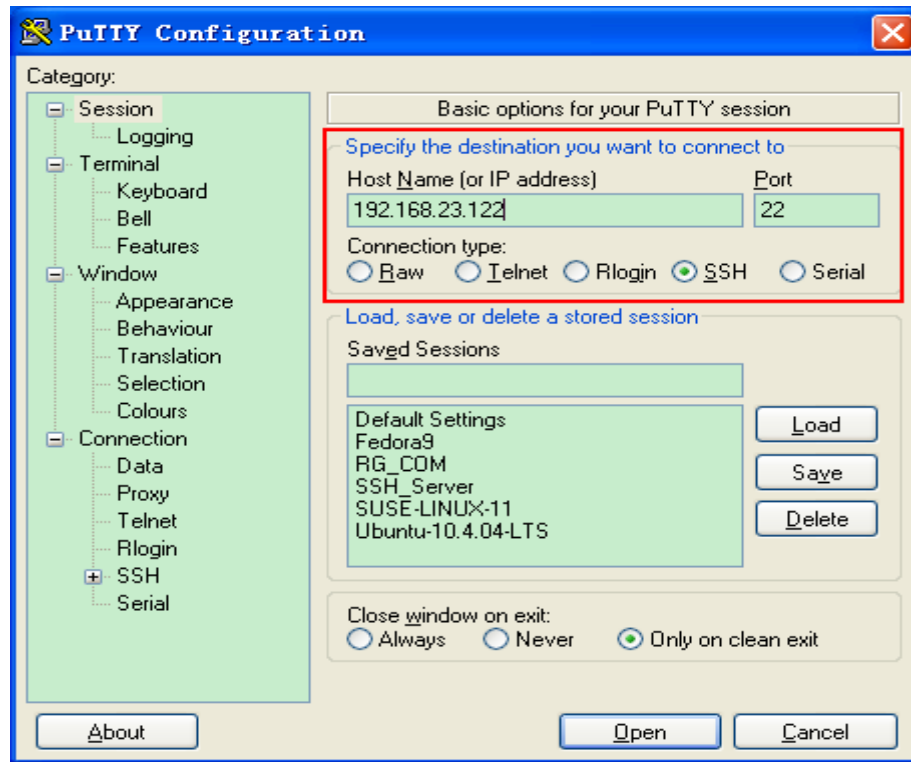 PuTTY Configuration
Category:
Session
Logging
Terminal
Keyboard
Bell
Features
Window
Appearance
Behaviour
Translation
Selection
Colours
Connection
Data
Proxy
Telnet
Rlogin
SSH
Serial
Basic options for your PuTTY session
Specify the destination you want to connect to
Host Name (or IP address) Port
192.168.23.122 22
Connection type:
Raw Telnet Rlogin SSH Serial
Load, save or delete a stored session
Saved Sessions
Default Settings
Fedora9
RG_COM
SSH_Server
SUSE-LINUX-11
Ubuntu-10.4.04-LTS
Load
Save
Delete
Close window on exit:
Always Never Only on clean exit
About Open Cancel